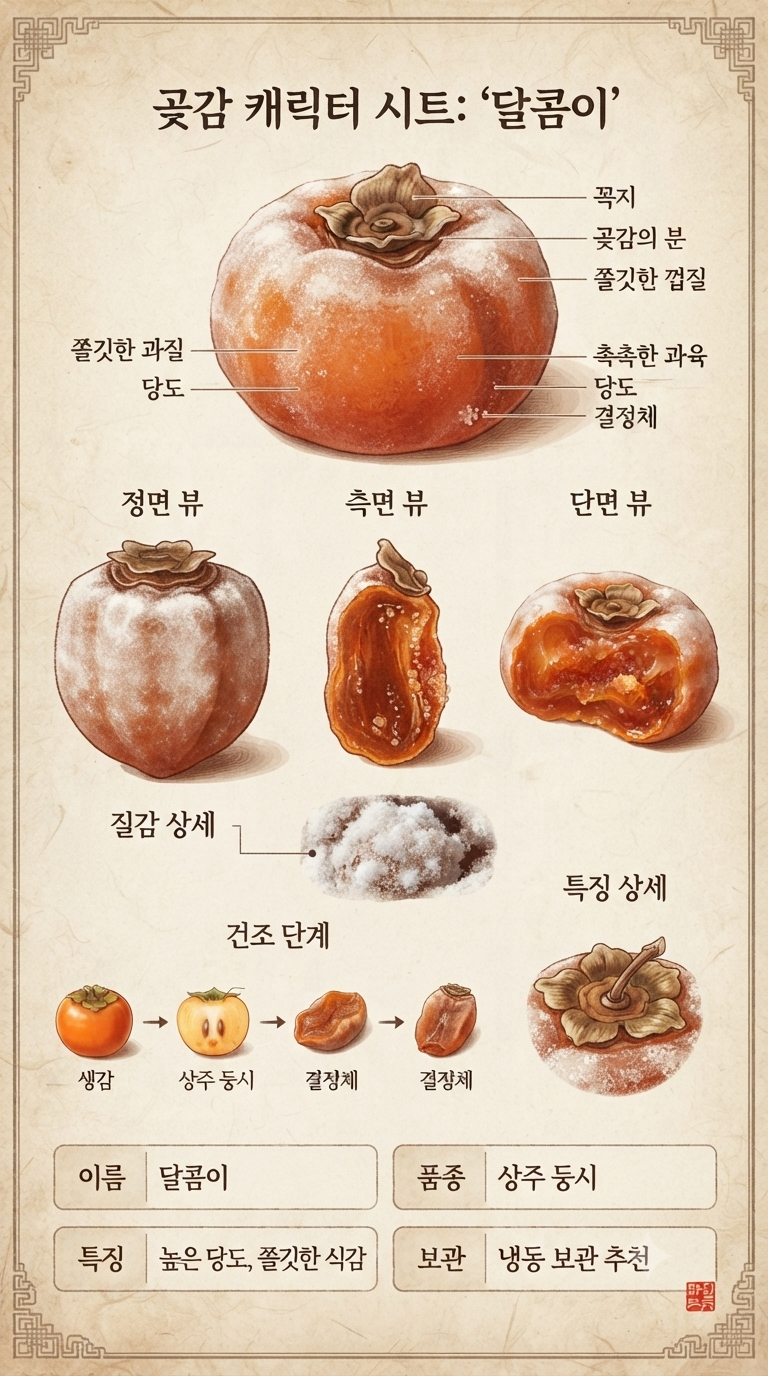 곶감 캐릭터 시트: ‘달콤이’
꼭지
곶감의 분
쫄깃한 껍질
쫄깃한 과질
촉촉한 과육
당도
당도
결정체
정면 뷰
측면 뷰
단면 뷰
질감 상세
특징 상세
건조 단계
생감
상주 둥시
결정체
이름
달콤이
품종
상주 둥시
특징
높은 당도, 쫄깃한 식감
보관
냉동 보관 추천